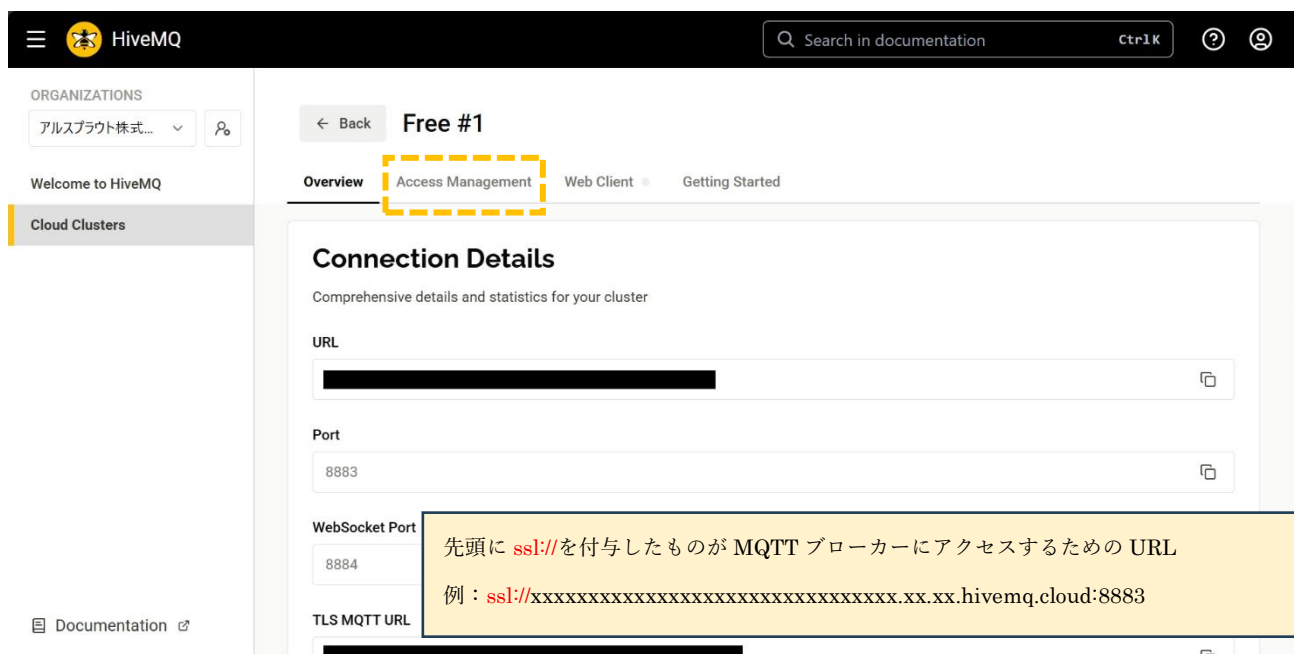 HiveMQ
Search in documentation
Ctrl K
ORGANIZATIONS
アルスプラウト株式...
Welcome to HiveMQ
Cloud Clusters
Documentation
← Back
Free #1
Overview
Access Management
Web Client
Getting Started
Connection Details
Comprehensive details and statistics for your cluster
URL
Port
8883
WebSocket Port
8884
TLS MQTT URL
先頭に ssl://を付与したものが MQTT ブローカーにアクセスするための URL
例：ssl://xxxxxxxxxxxxxxxxxxxxxxxxxxxxxxxx.xx.xx.hivemq.cloud:8883